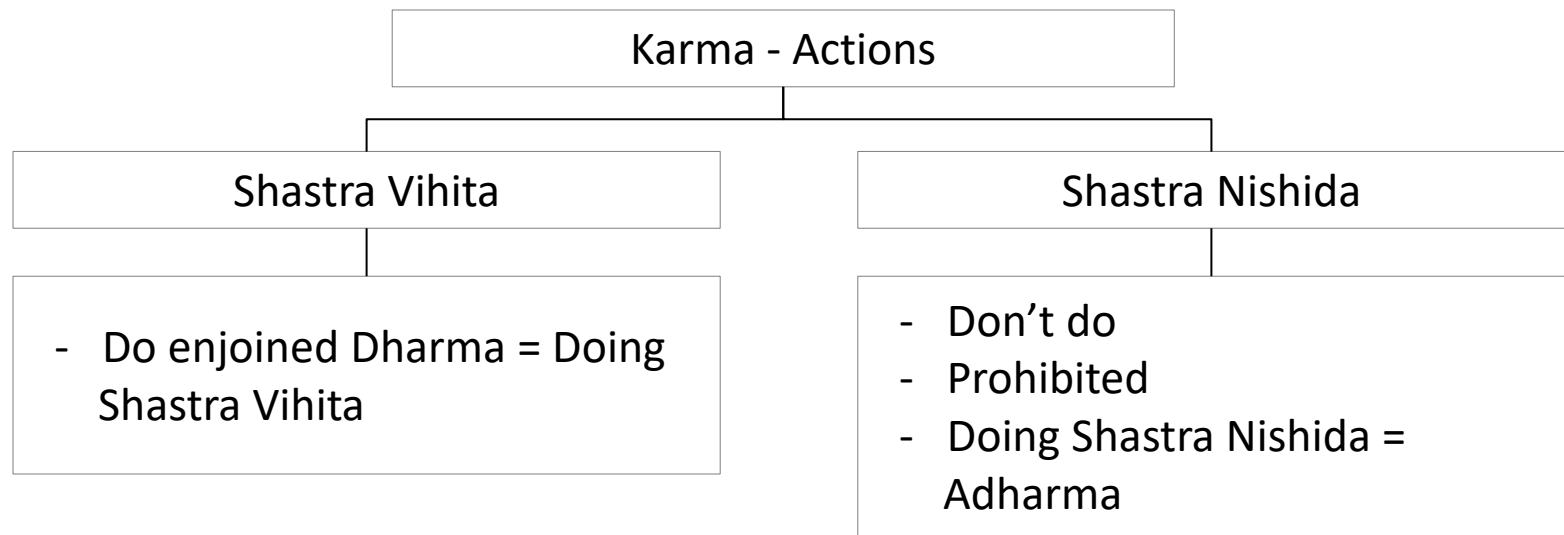 Karma - Actions
Shastra Vihita
Shastra Nishida
- Do enjoined Dharma = Doing
Shastra Vihita
- Don’t do
- Prohibited
- Doing Shastra Nishida =
Adharma